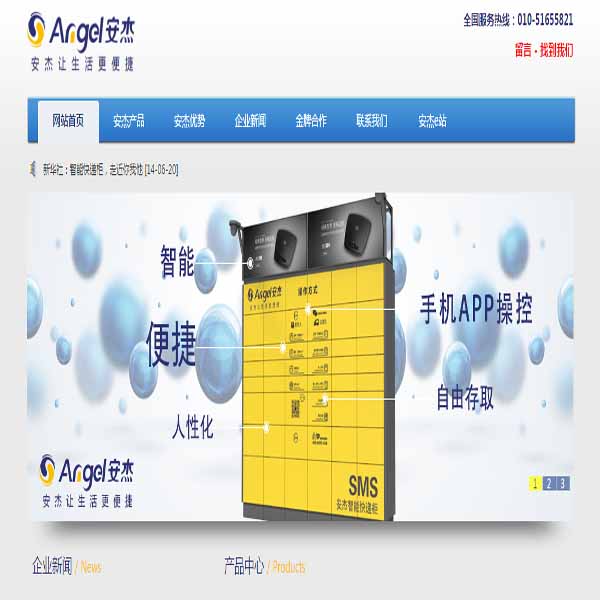 Angel安杰
安杰让生活更便捷
全国服务热线：010-51655821
留言 - 找到我们
网站首页 安杰产品 安杰优势 企业新闻 金牌合作 联系我们 安杰e站
新华社：智能快递柜，走近你我他 [14-06-20]
智能
便捷
人性化
手机APP操控
自由存取
Angel安杰 操作方式
SMS
安杰智能快递柜
Angel安杰
安杰让生活更便捷
1 2 3
企业新闻 / News
产品中心 / Products